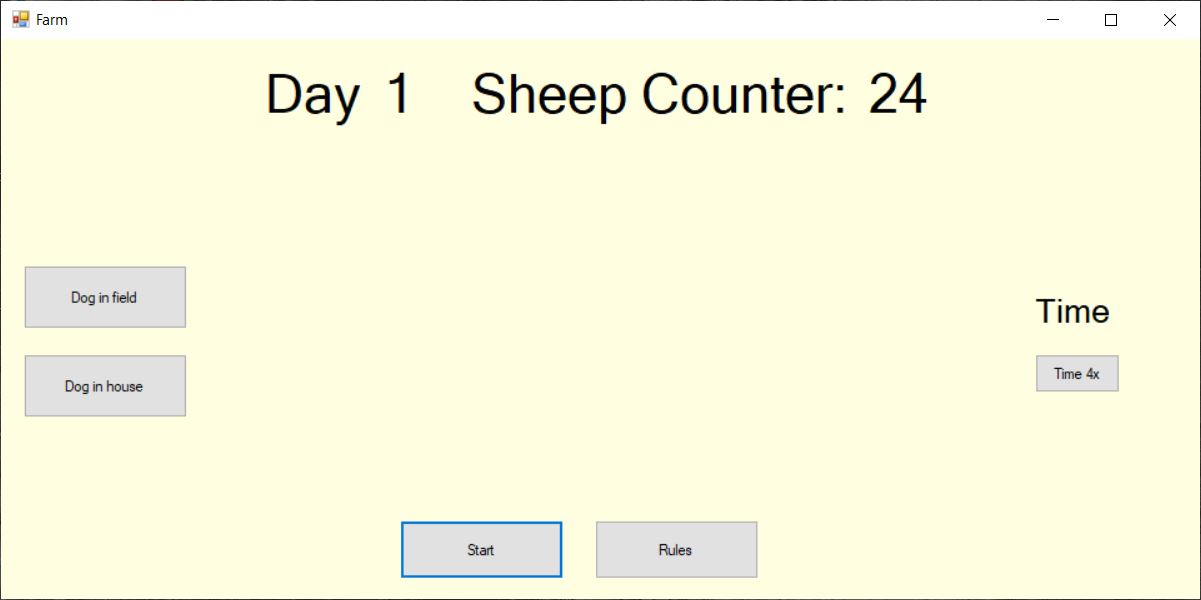 Farm
Day 1 Sheep Counter: 24
Dog in field
Time
Dog in house
Time 4x
Start
Rules